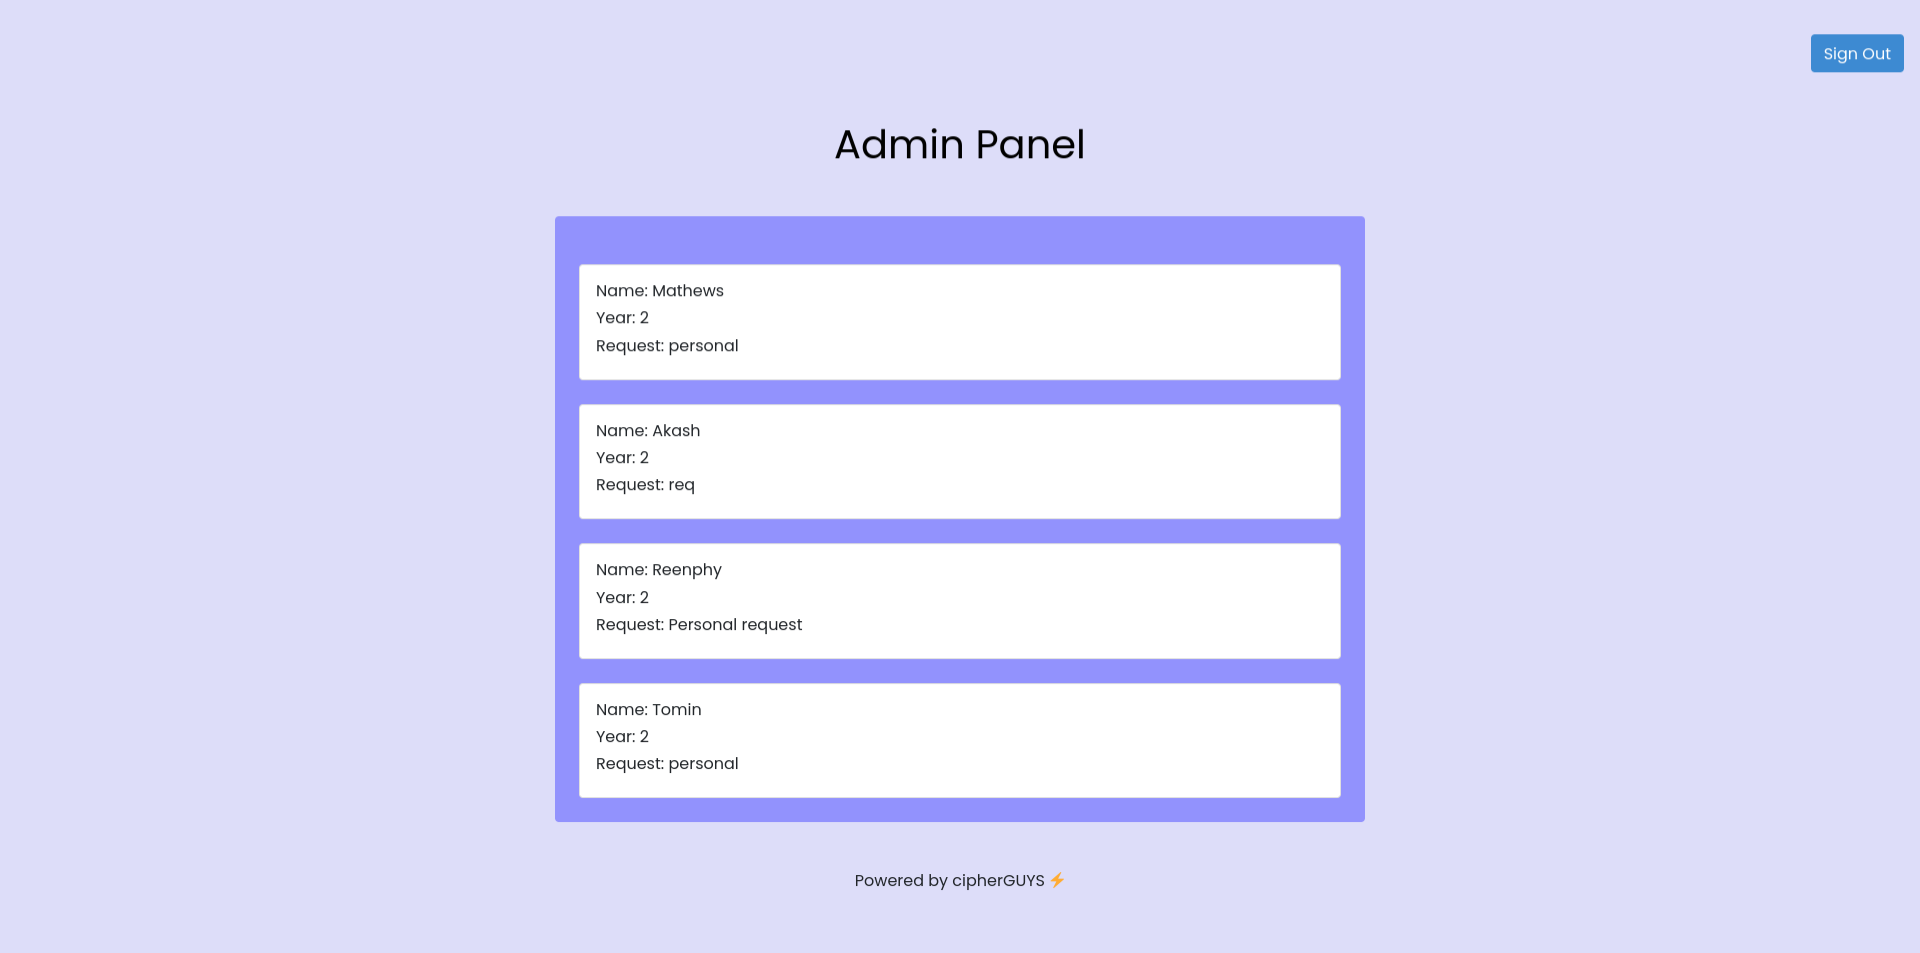 Sign Out
Admin Panel
Name: Mathews
Year: 2
Request: personal
Name: Akash
Year: 2
Request: req
Name: Reenphy
Year: 2
Request: Personal request
Name: Tomin
Year: 2
Request: personal
Powered by cipherGUYS ⚡